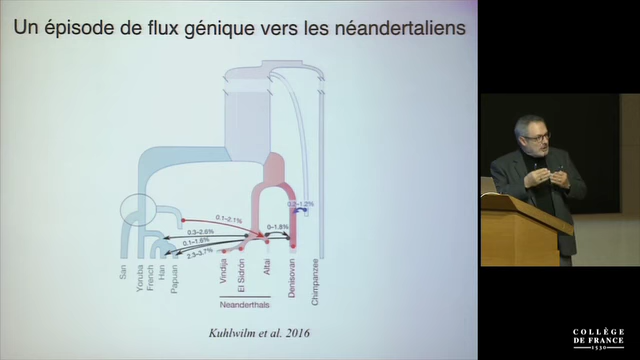 Un épisode de flux génique vers les néandertaliens
0.2–1.2%
0.1–2.1%
0–1.8%
0.3–2.6%
0.1–1.6%
2.3–3.7%
San
Yoruba
French
Han
Papuan
Vindija
El Sidrón
Altai
Denisovan
Chimpanzee
Neanderthals
Kuhlwilm et al. 2016
COLLÈGE
DE FRANCE
1530